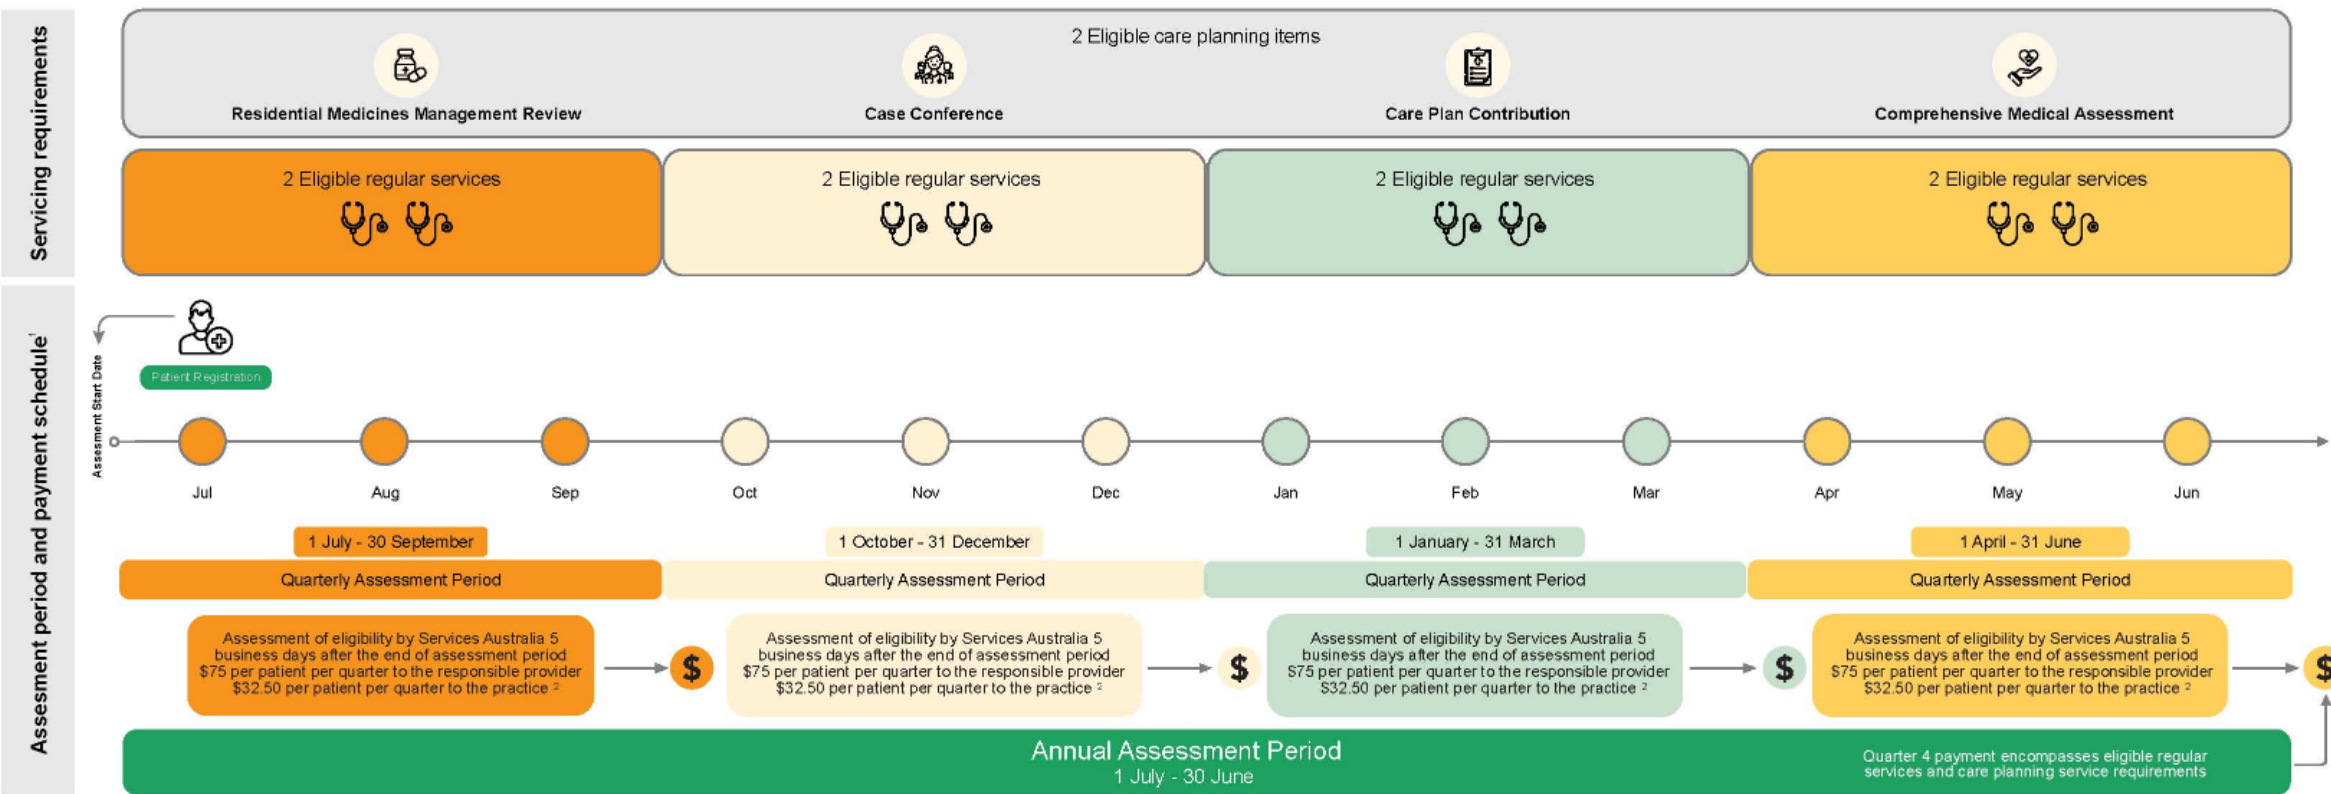 Servicing requirements
2 Eligible care planning items
Residential Medicines Management Review
Case Conference
Care Plan Contribution
Comprehensive Medical Assessment
2 Eligible regular services
2 Eligible regular services
2 Eligible regular services
2 Eligible regular services
Assessment period and payment schedule¹
Assessment Start Date
Patient Registration
Jul
Aug
Sep
Oct
Nov
Dec
Jan
Feb
Mar
Apr
May
Jun
1 July - 30 September
1 October - 31 December
1 January - 31 March
1 April - 31 June
Quarterly Assessment Period
Quarterly Assessment Period
Quarterly Assessment Period
Quarterly Assessment Period
Assessment of eligibility by Services Australia 5
business days after the end of assessment period
$75 per patient per quarter to the responsible provider
$32.50 per patient per quarter to the practice ²
$
Assessment of eligibility by Services Australia 5
business days after the end of assessment period
$75 per patient per quarter to the responsible provider
$32.50 per patient per quarter to the practice ²
$
Assessment of eligibility by Services Australia 5
business days after the end of assessment period
$75 per patient per quarter to the responsible provider
$32.50 per patient per quarter to the practice ²
$
Assessment of eligibility by Services Australia 5
business days after the end of assessment period
$75 per patient per quarter to the responsible provider
$32.50 per patient per quarter to the practice ²
$
Annual Assessment Period
1 July - 30 June
Quarter 4 payment encompasses eligible regular
services and care planning service requirements